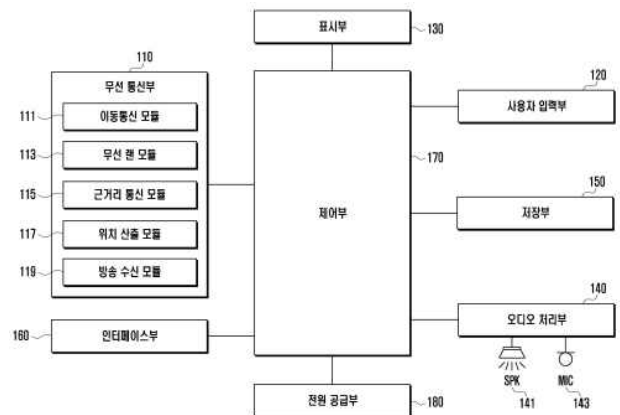 표시부
130
110
무선 통신부
111
이동통신 모듈
113
무선 랜 모듈
115
근거리 통신 모듈
117
위치 산출 모듈
119
방송 수신 모듈
160
인터페이스부
170
제어부
120
사용자 입력부
150
저장부
140
오디오 처리부
SPK
MIC
141
143
전원 공급부
180